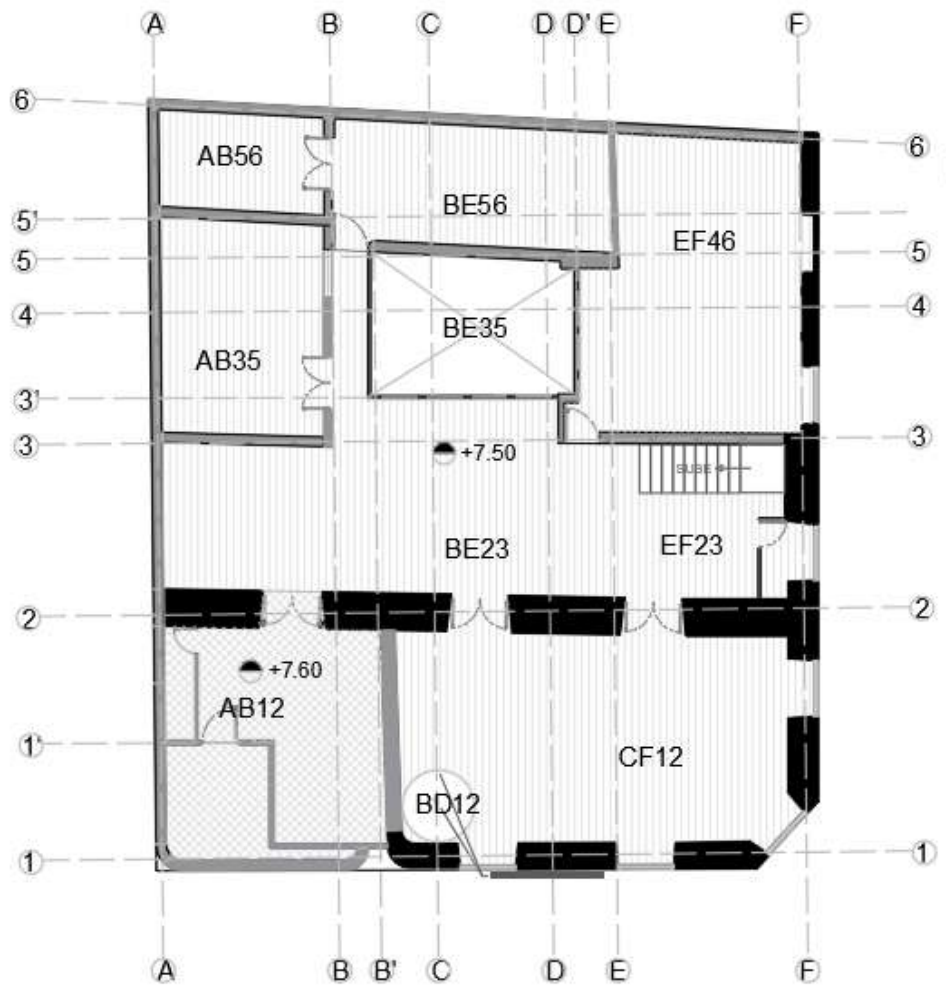 A B C D D' E F
6
6
AB56
BE56
5'
EF46
5
5
4
4
BE35
AB35
3'
3
3
+7.50
SUBE
BE23
EF23
2
2
+7.60
AB12
1'
CF12
BD12
1
1
A B B' C D E F